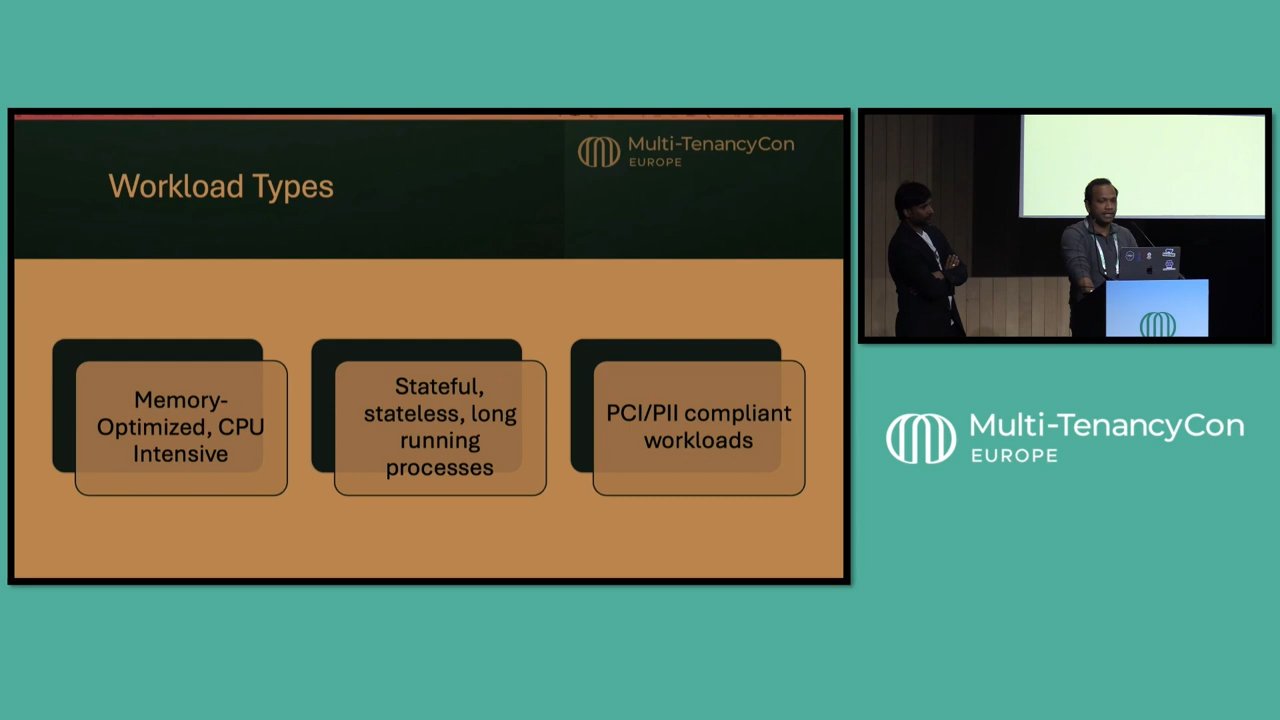 Multi-TenancyCon
EUROPE
Workload Types
Memory-
Optimized, CPU
Intensive
Stateful,
stateless, long
running
processes
PCI/PII compliant
workloads
Multi-TenancyCon
EUROPE